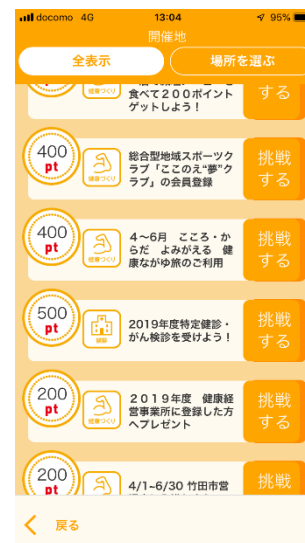 docomo 4G 13:04 95%
開催地
全表示 場所を選ぶ
食べて200ポイント
ゲットしよう!
する
400
pt
健康づくり
総合型地域スポーツク
ラブ「ここのえ“夢”ク
ラブ」の会員登録
挑戦
する
400
pt
健康づくり
4〜6月 こころ・か
らだ よみがえる 健
康ながゆ旅のご利用
挑戦
する
500
pt
健診
2019年度特定健診・
がん検診を受けよう!
挑戦
する
200
pt
健康づくり
2019年度 健康経
営事業所に登録した方
へプレゼント
挑戦
する
200
pt
4/1~6/30 竹田市営
挑戦
戻る